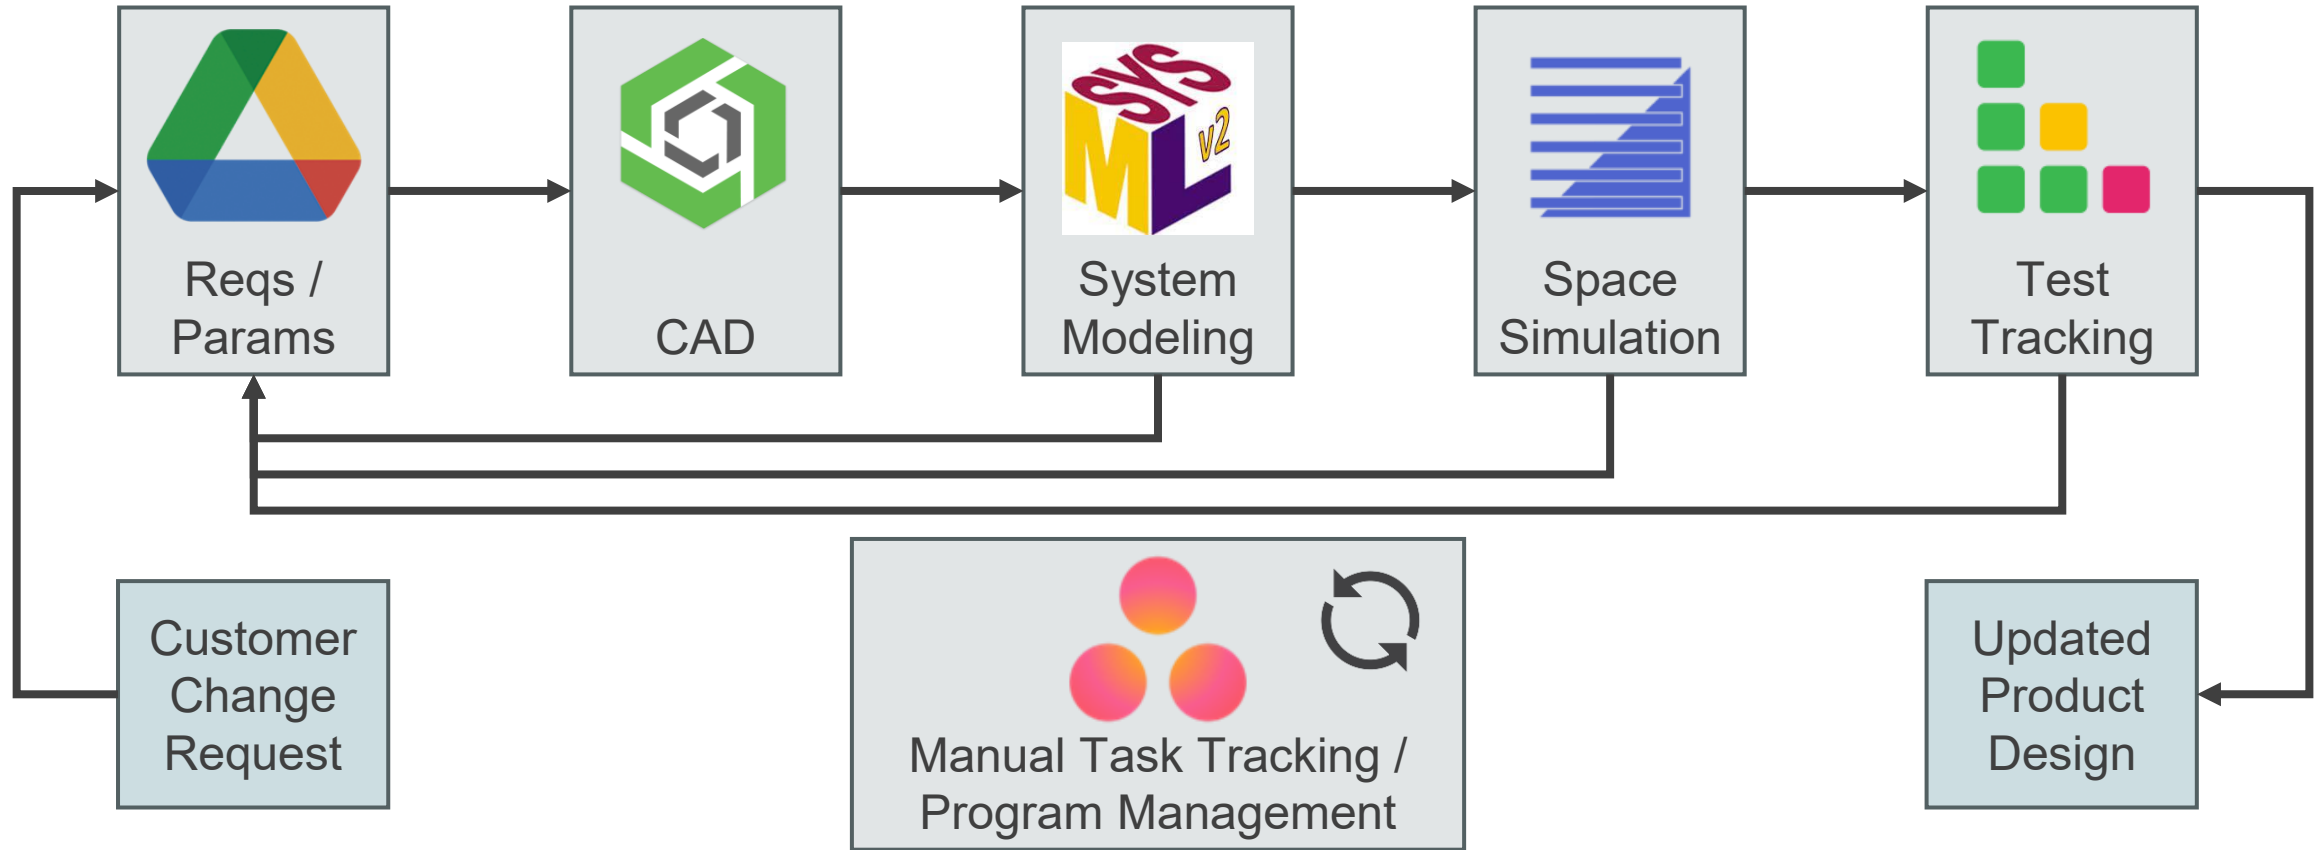 SYS
ML
v2
Reqs /
Params
CAD
System
Modeling
Space
Simulation
Test
Tracking
Customer
Change
Request
Manual Task Tracking /
Program Management
Updated
Product
Design